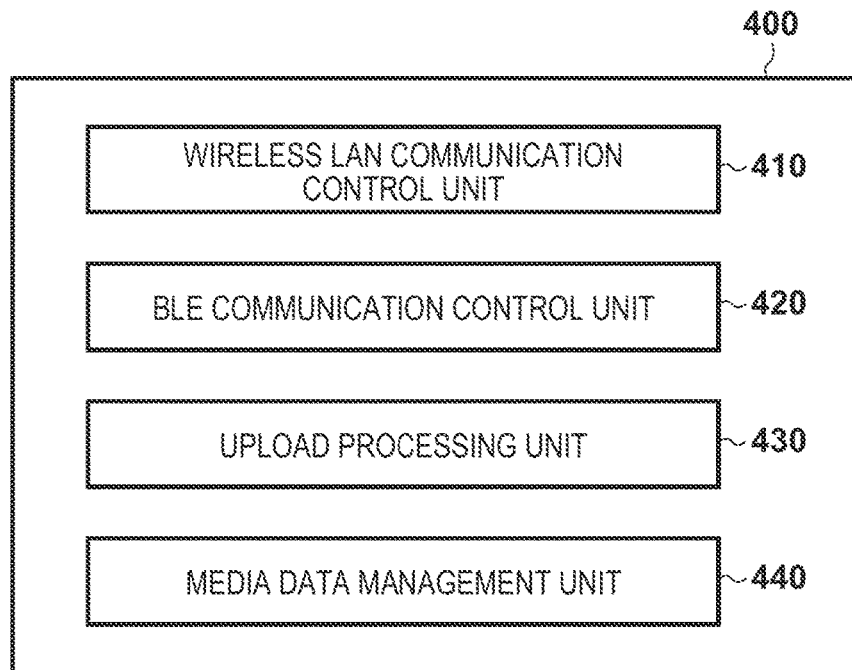 400
WIRELESS LAN COMMUNICATION
CONTROL UNIT
410
BLE COMMUNICATION CONTROL UNIT
420
UPLOAD PROCESSING UNIT
430
MEDIA DATA MANAGEMENT UNIT
440